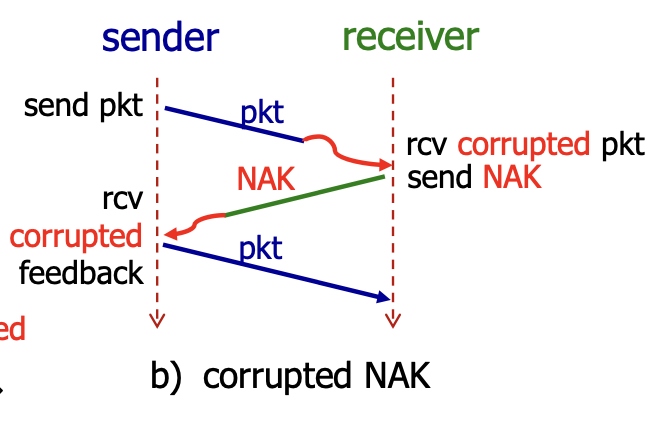 sender receiver
send pkt
pkt
rcv corrupted pkt
send NAK
NAK
rcv
corrupted
feedback
pkt
ed
b) corrupted NAK